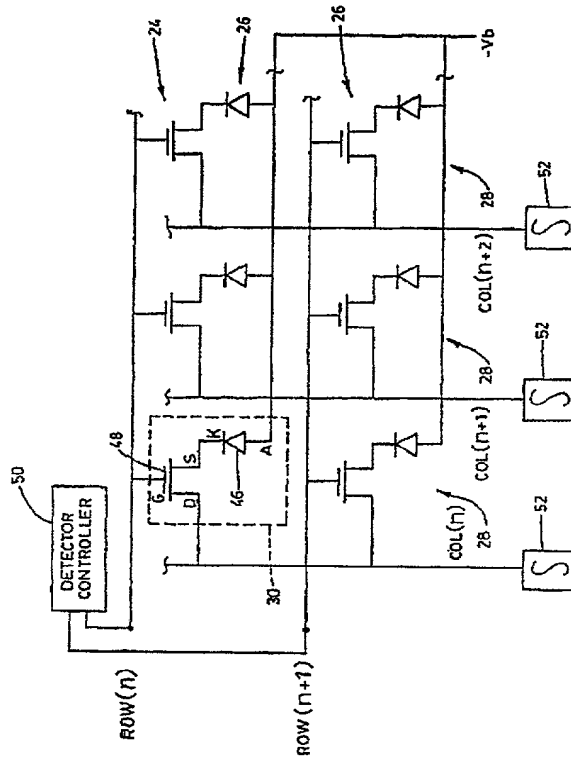 50
DETECTOR
CONTROLLER
ROW(n)
48
G
D
S
K
46
A
30
24
26
ROW(n+1)
26
-Vb
COL(n)
28
COL(n+1)
28
COL(n+2)
28
52
52
52